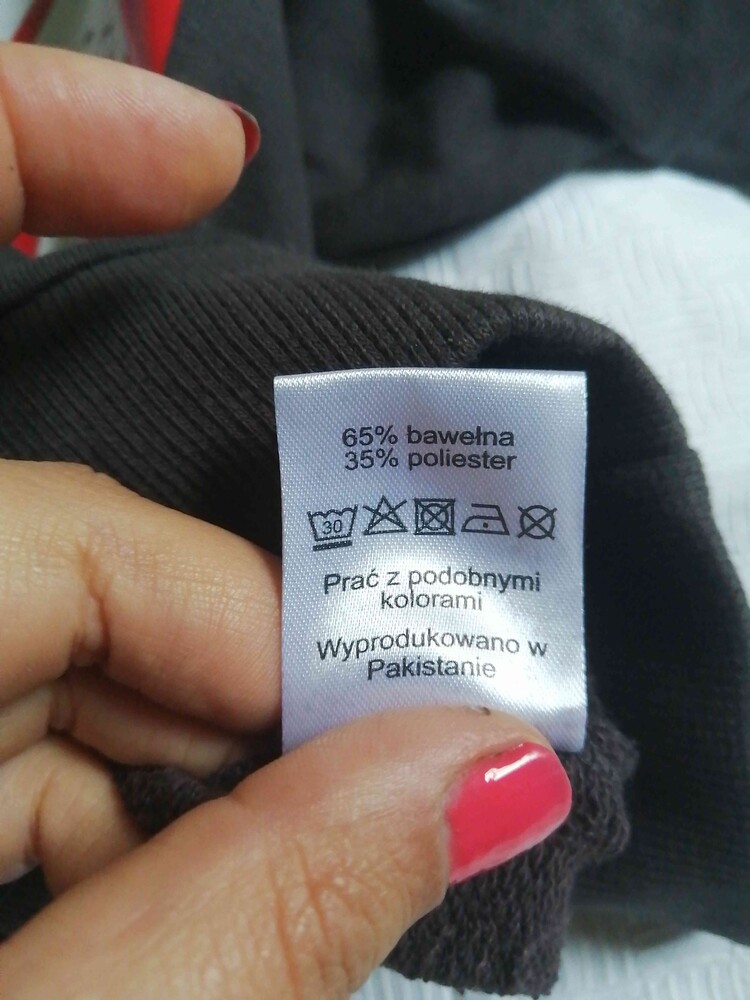 65% bawełna
35% poliester
30
Prać z podobnymi
kolorami
Wyprodukowano w
Pakistanie